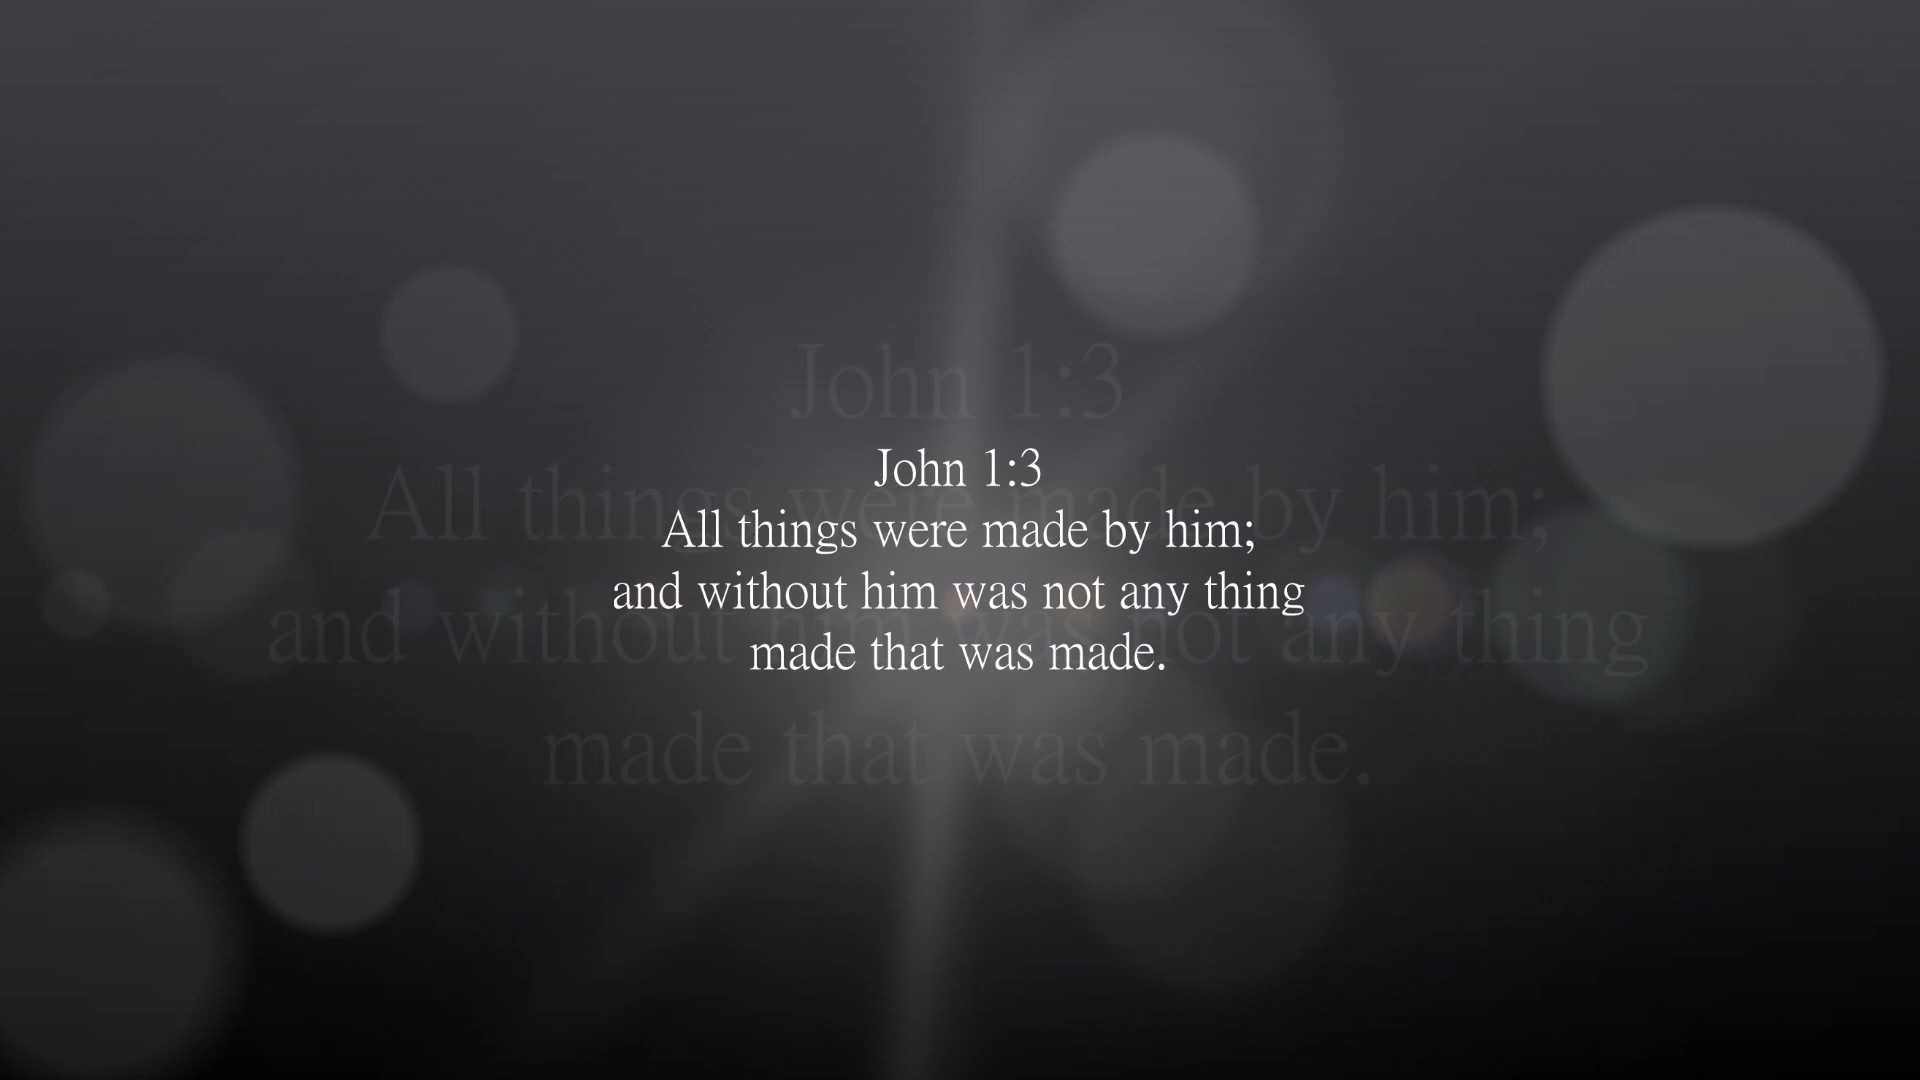 John 1:3
All things were made by him;
and without him was not any thing
made that was made.